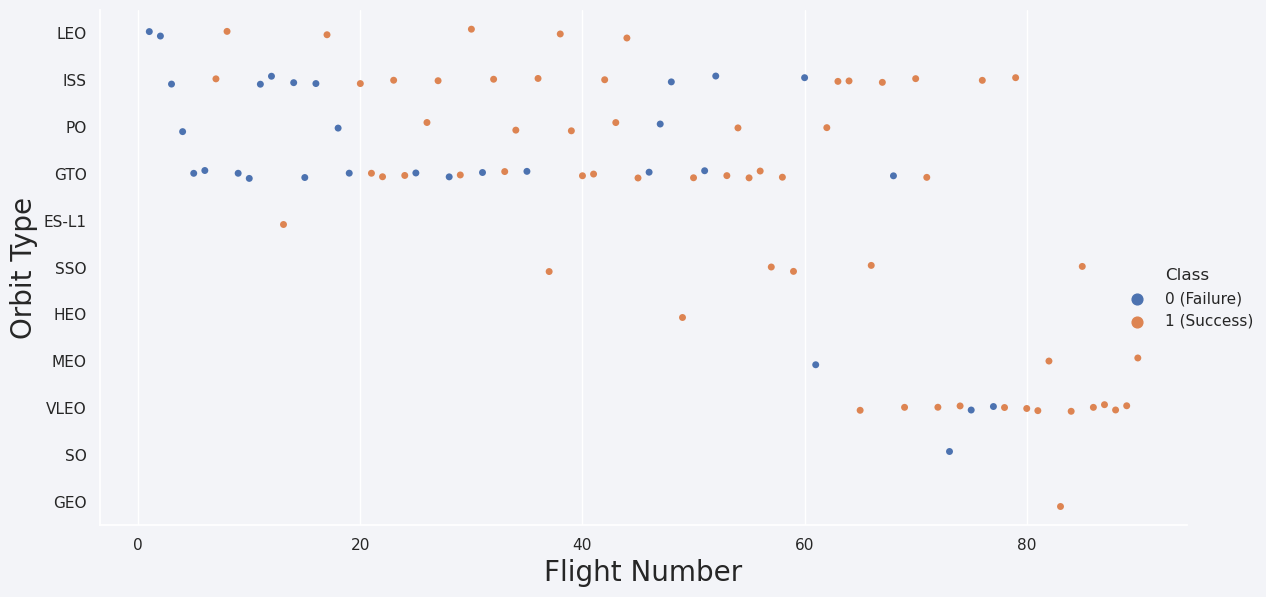 LEO
ISS
PO
GTO
ES-L1
SSO
HEO
MEO
VLEO
SO
GEO
Orbit Type
0
20
40
60
80
Flight Number
Class
0 (Failure)
1 (Success)